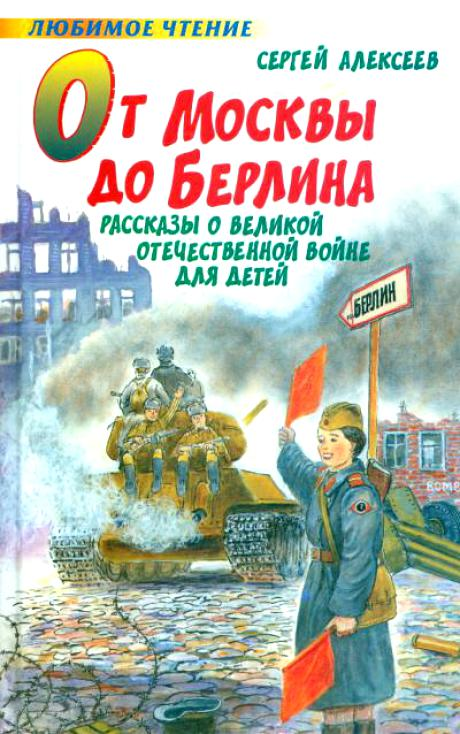 ЛЮБИМОЕ ЧТЕНИЕ
СЕРГЕЙ АЛЕКСЕЕВ
ОТ МОСКВЫ
ДО БЕРЛИНА
РАССКАЗЫ О ВЕЛИКОЙ
ОТЕЧЕСТВЕННОЙ ВОЙНЕ
ДЛЯ ДЕТЕЙ
БЕРЛИН